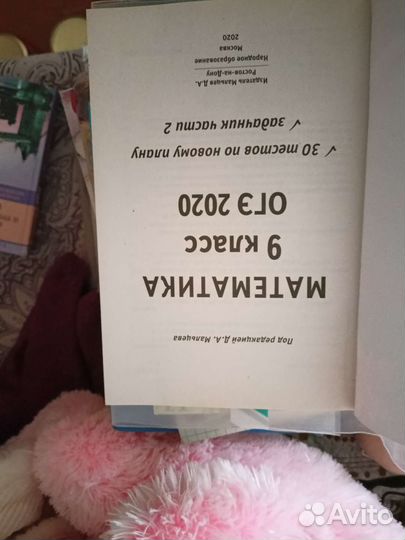 Под редакцией Д.А. Мальцева
МАТЕМАТИКА
9 класс
ОГЭ 2020
✓ 30 тестов по новому плану
✓ задачник части 2
Издатель Мальцев Д.А.
Ростов-на-Дону
Народное образование
Москва
2020
Avito